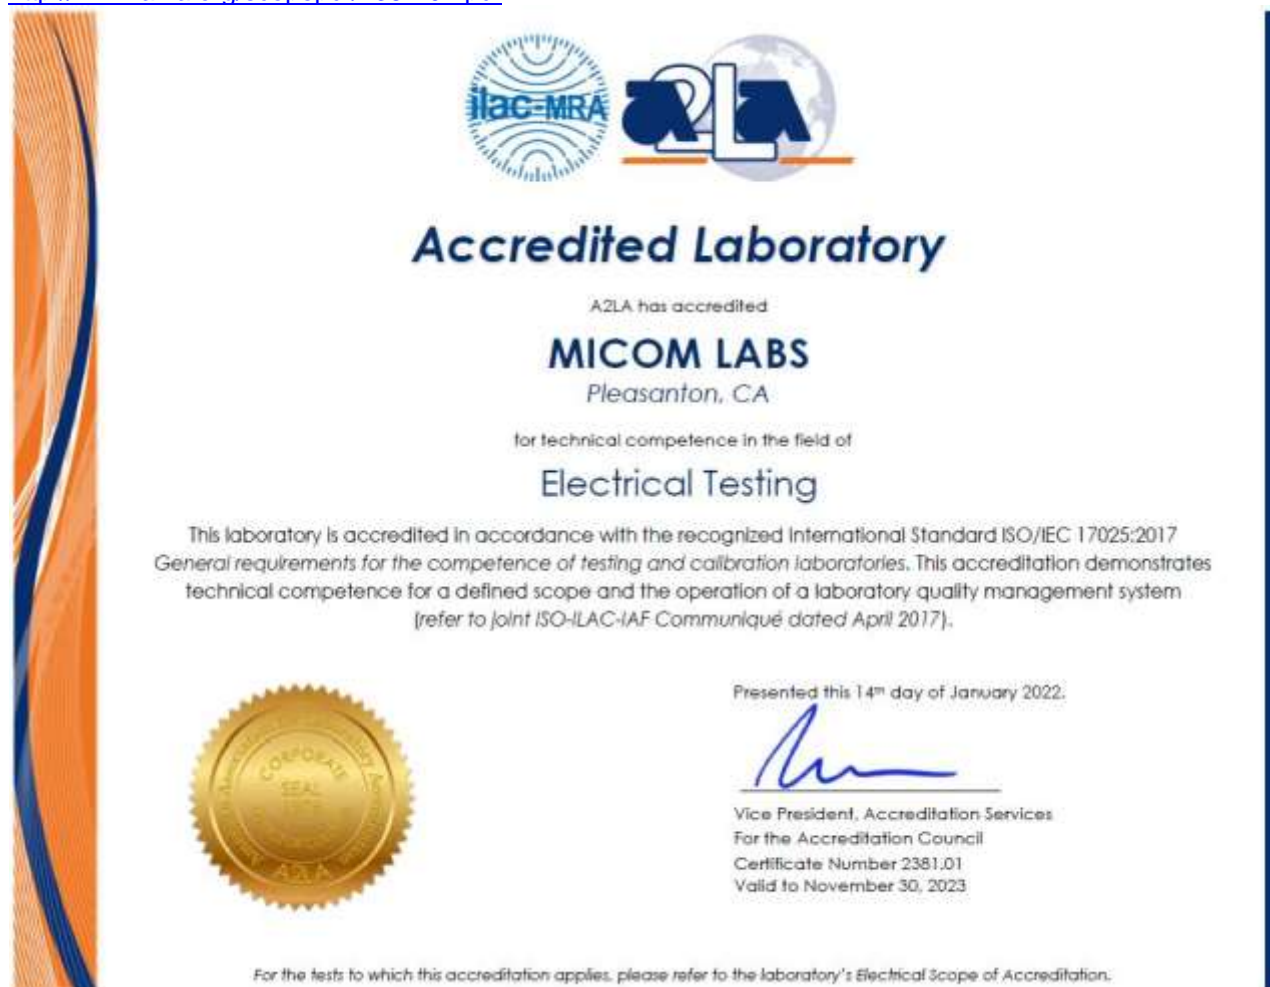 ilac-MRA
A2LA
Accredited Laboratory
A2LA has accredited
MICOM LABS
Pleasanton, CA
for technical competence in the field of
Electrical Testing
This laboratory is accredited in accordance with the recognized International Standard ISO/IEC 17025:2017
General requirements for the competence of testing and calibration laboratories. This accreditation demonstrates
technical competence for a defined scope and the operation of a laboratory quality management system
(refer to joint ISO-ILAC-IAF Communiqué dated April 2017).
CORPORATE
SEAL
A2LA
Presented this 14th day of January 2022.
Vice President, Accreditation Services
For the Accreditation Council
Certificate Number 2381.01
Valid to November 30, 2023
For the tests to which this accreditation applies, please refer to the laboratory's Electrical Scope of Accreditation.